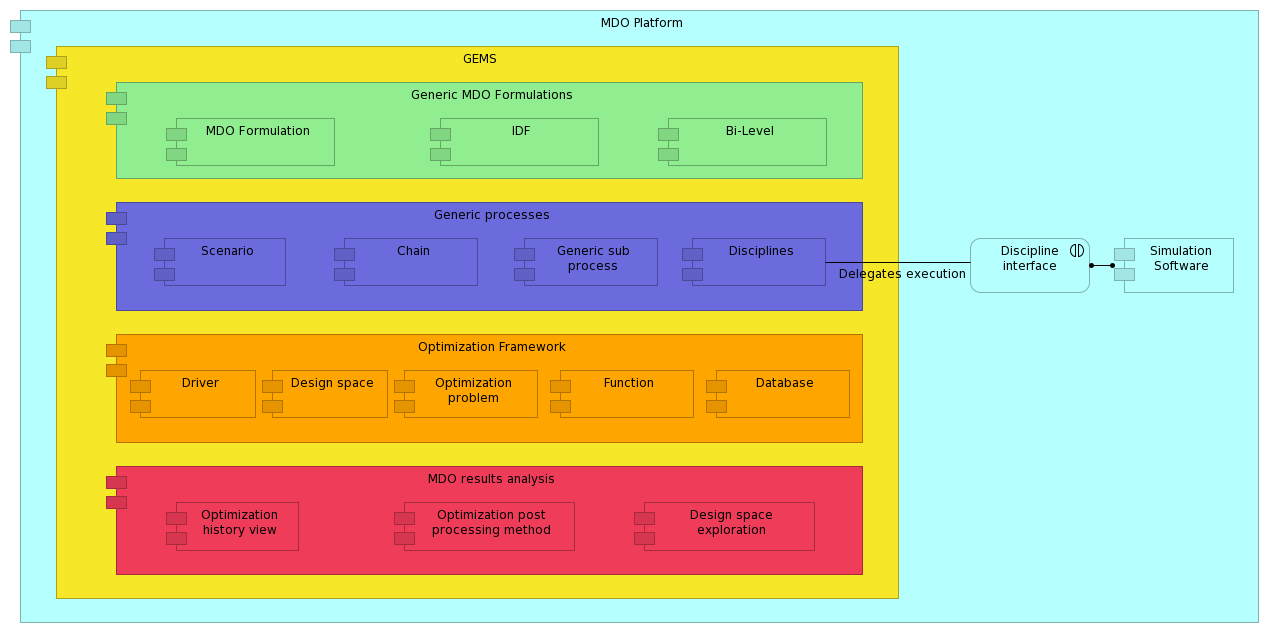 MDO Platform
GEMS
Generic MDO Formulations
MDO Formulation
IDF
Bi-Level
Generic processes
Scenario
Chain
Generic sub
process
Disciplines
Delegates execution
Discipline
interface
Simulation
Software
Optimization Framework
Driver
Design space
Optimization
problem
Function
Database
MDO results analysis
Optimization
history view
Optimization post
processing method
Design space
exploration